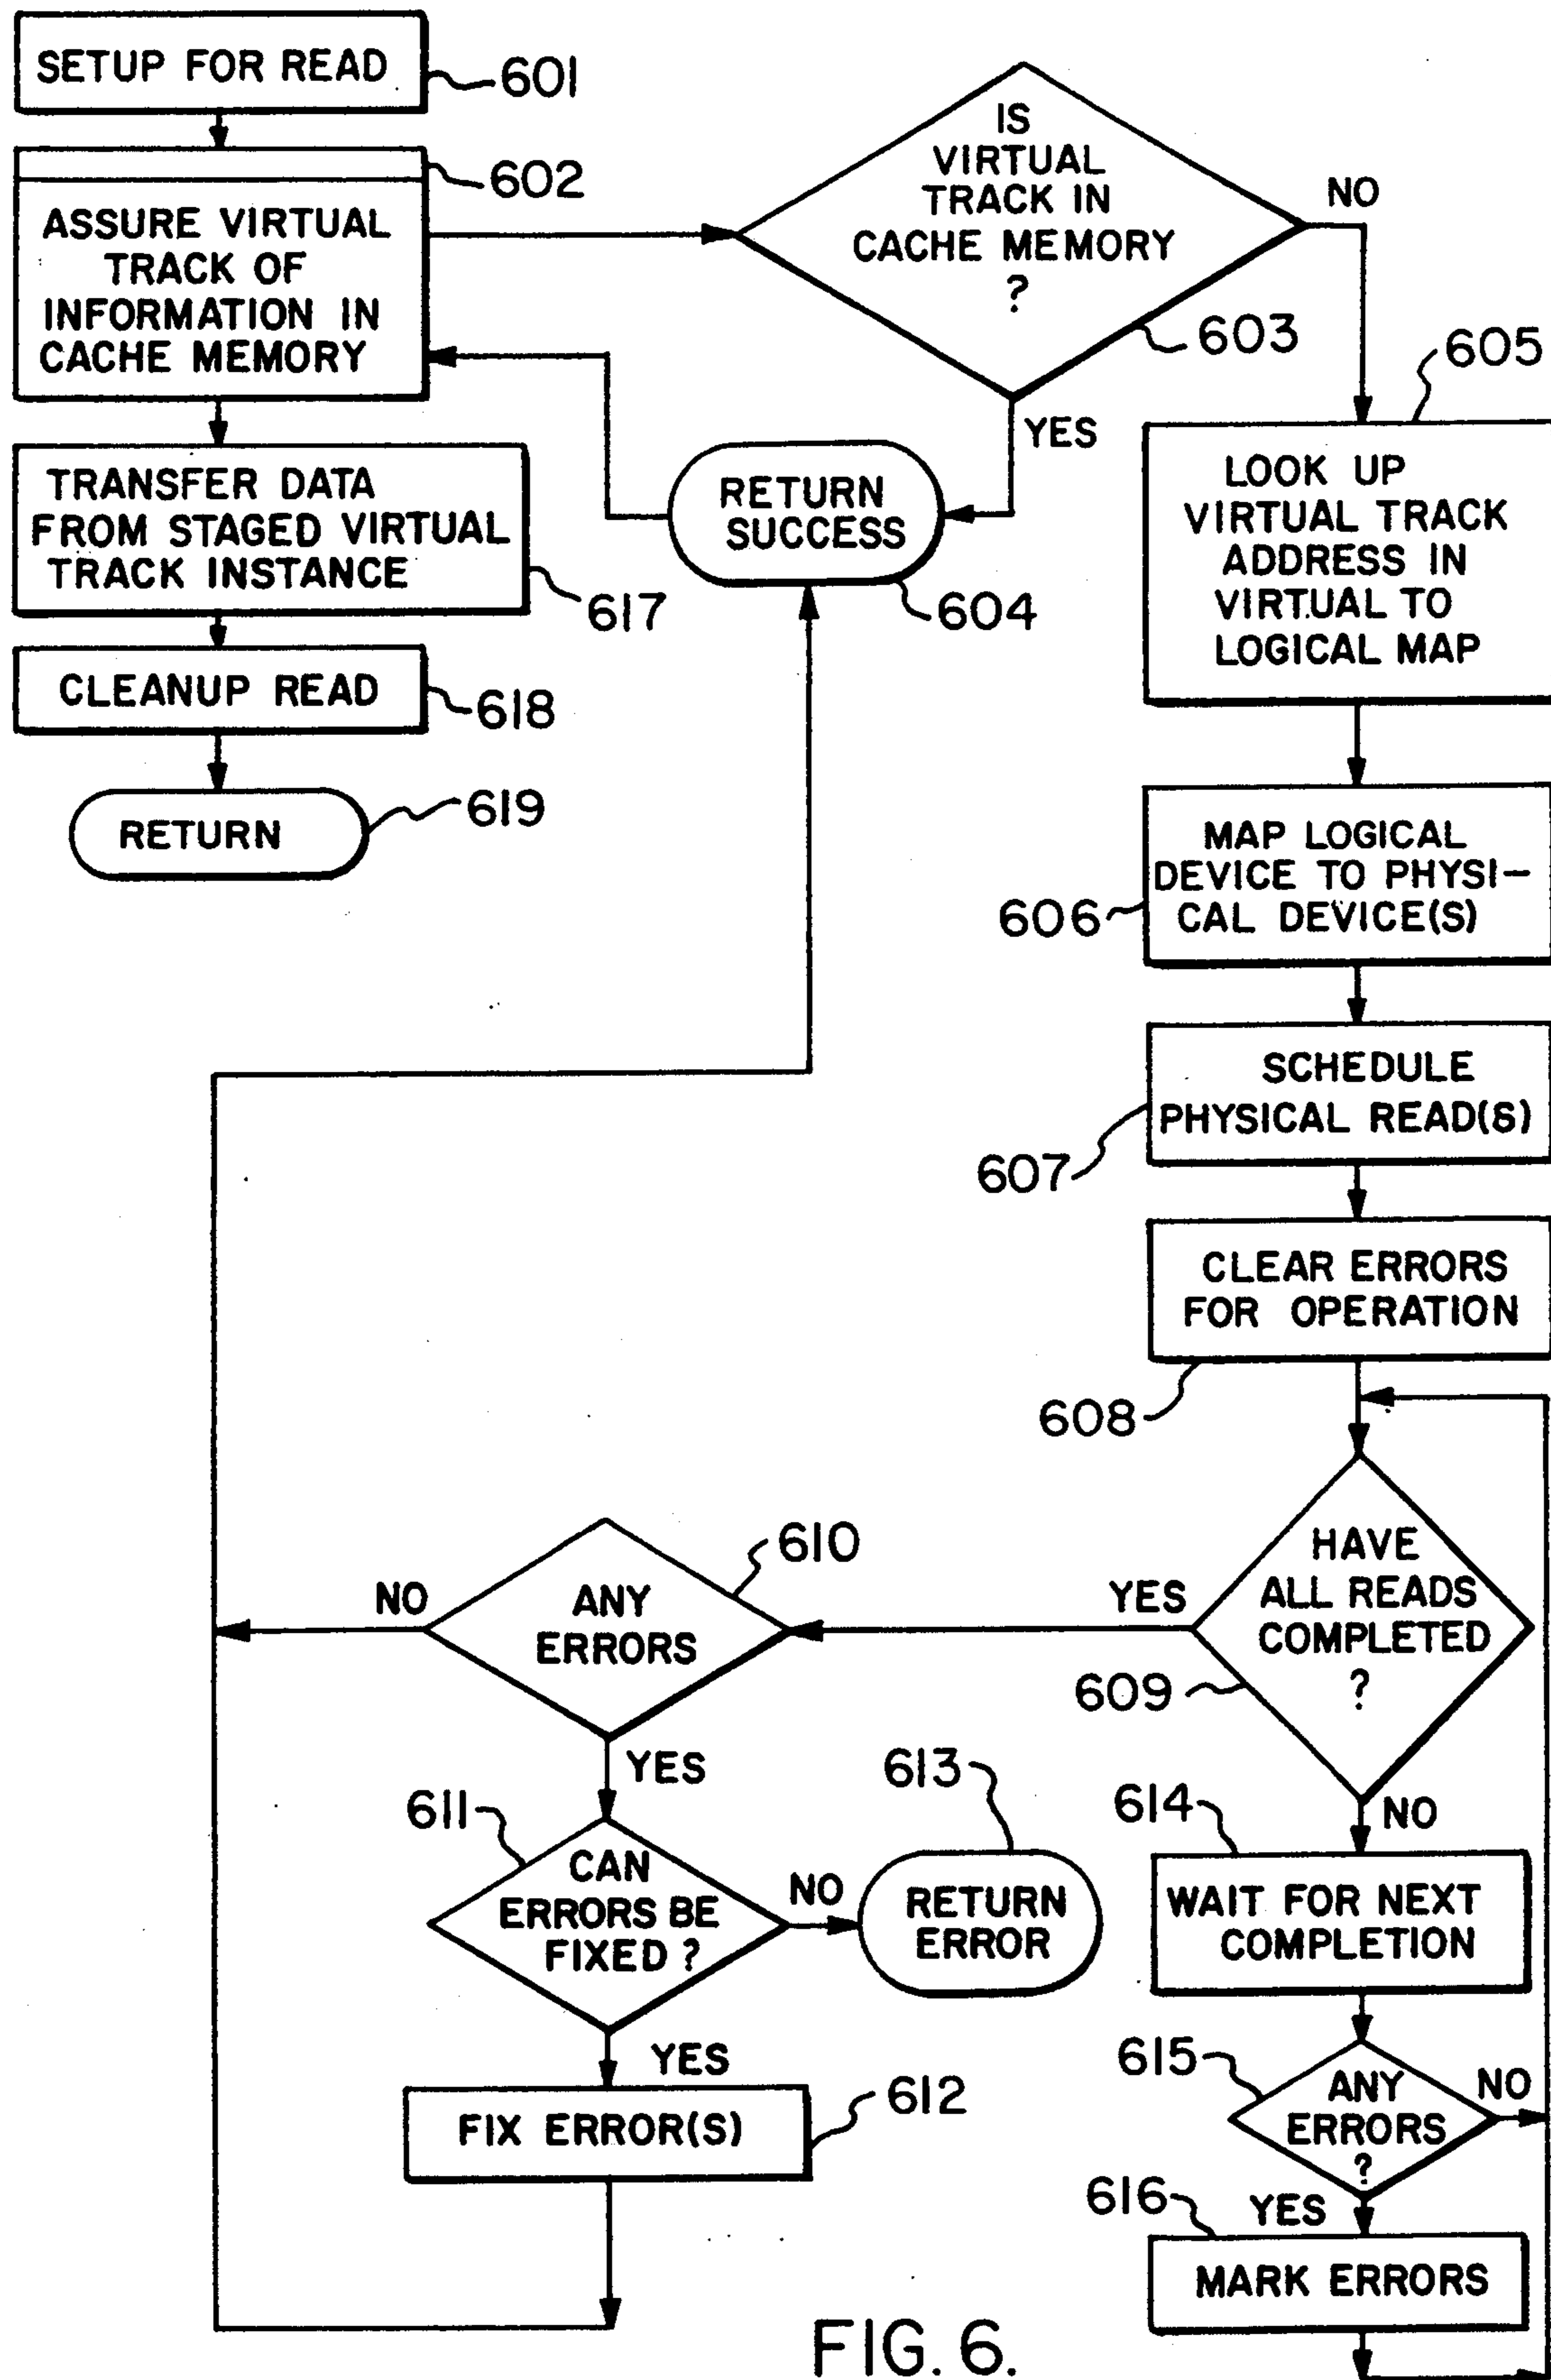 SETUP FOR READ
601
602
ASSURE VIRTUAL
TRACK OF
INFORMATION IN
CACHE MEMORY
IS
VIRTUAL
TRACK IN
CACHE MEMORY
?
603
NO
YES
RETURN
SUCCESS
604
605
LOOK UP
VIRTUAL TRACK
ADDRESS IN
VIRTUAL TO
LOGICAL MAP
TRANSFER DATA
FROM STAGED VIRTUAL
TRACK INSTANCE
617
CLEANUP READ
618
RETURN
619
MAP LOGICAL
DEVICE TO PHYSI-
CAL DEVICE(S)
606
SCHEDULE
PHYSICAL READ(S)
607
CLEAR ERRORS
FOR OPERATION
608
HAVE
ALL READS
COMPLETED
?
609
YES
NO
610
ANY
ERRORS
NO
YES
611
CAN
ERRORS BE
FIXED ?
NO
613
RETURN
ERROR
YES
FIX ERROR(S)
612
614
WAIT FOR NEXT
COMPLETION
615
ANY
ERRORS
?
NO
YES
616
MARK ERRORS
FIG. 6.